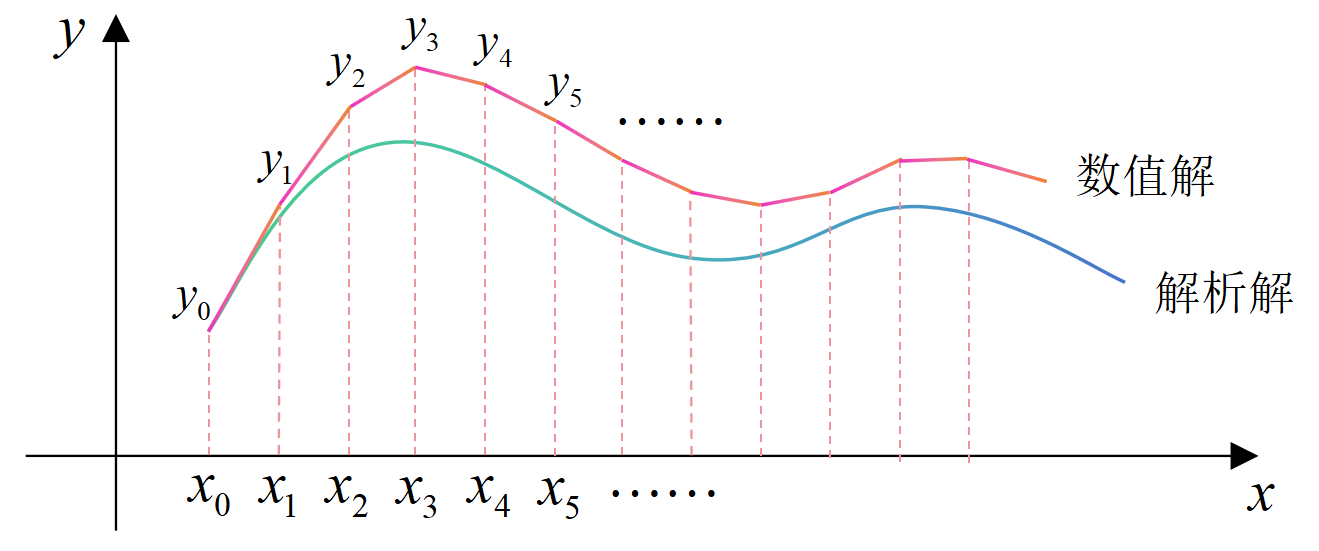 y
y₀
y₁
y₂
y₃
y₄
y₅
……
数值解
解析解
x₀ x₁ x₂ x₃ x₄ x₅ ……
x